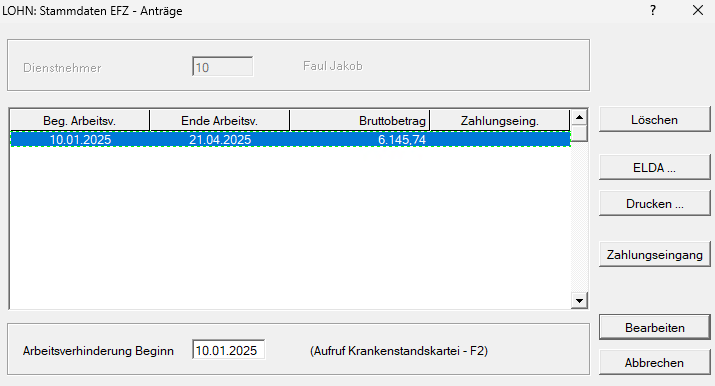 LOHN: Stammdaten EFZ - Anträge ? ×
Dienstnehmer 10 Faul Jakob
Beg. Arbeitsv. Ende Arbeitsv. Bruttobetrag Zahlungseing.
10.01.2025 21.04.2025 6.145,74
Löschen
ELDA ...
Drucken ...
Zahlungseingang
Bearbeiten
Arbeitsverhinderung Beginn 10.01.2025 (Aufruf Krankenstandskartei - F2)
Abbrechen